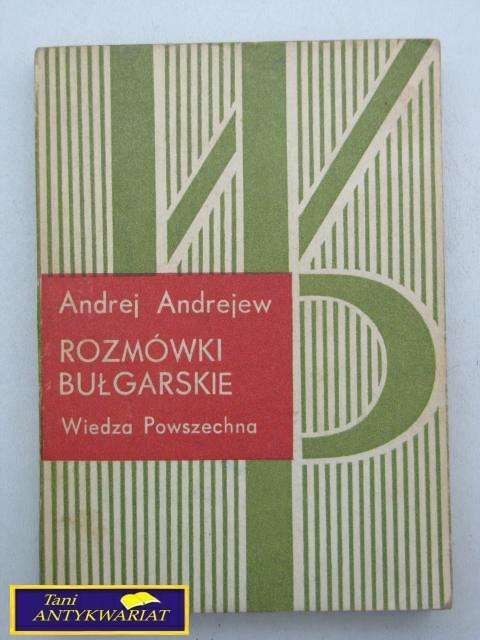 Andrej Andrejew
ROZMÓWKI
BUŁGARSKIE
Wiedza Powszechna
Tani
ANTYKWARIAT